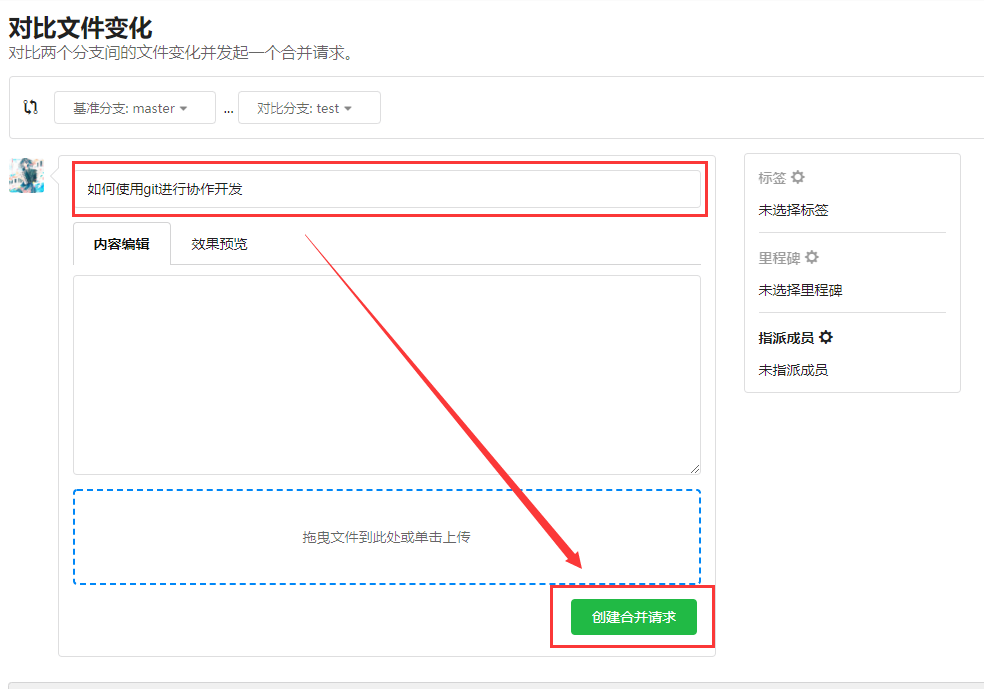 对比文件变化
对比两个分支间的文件变化并发起一个合并请求。
基准分支: master ... 对比分支: test
如何使用git进行协作开发
内容编辑 效果预览
拖曳文件到此处或单击上传
创建合并请求
标签
未选择标签
里程碑
未选择里程碑
指派成员
未指派成员